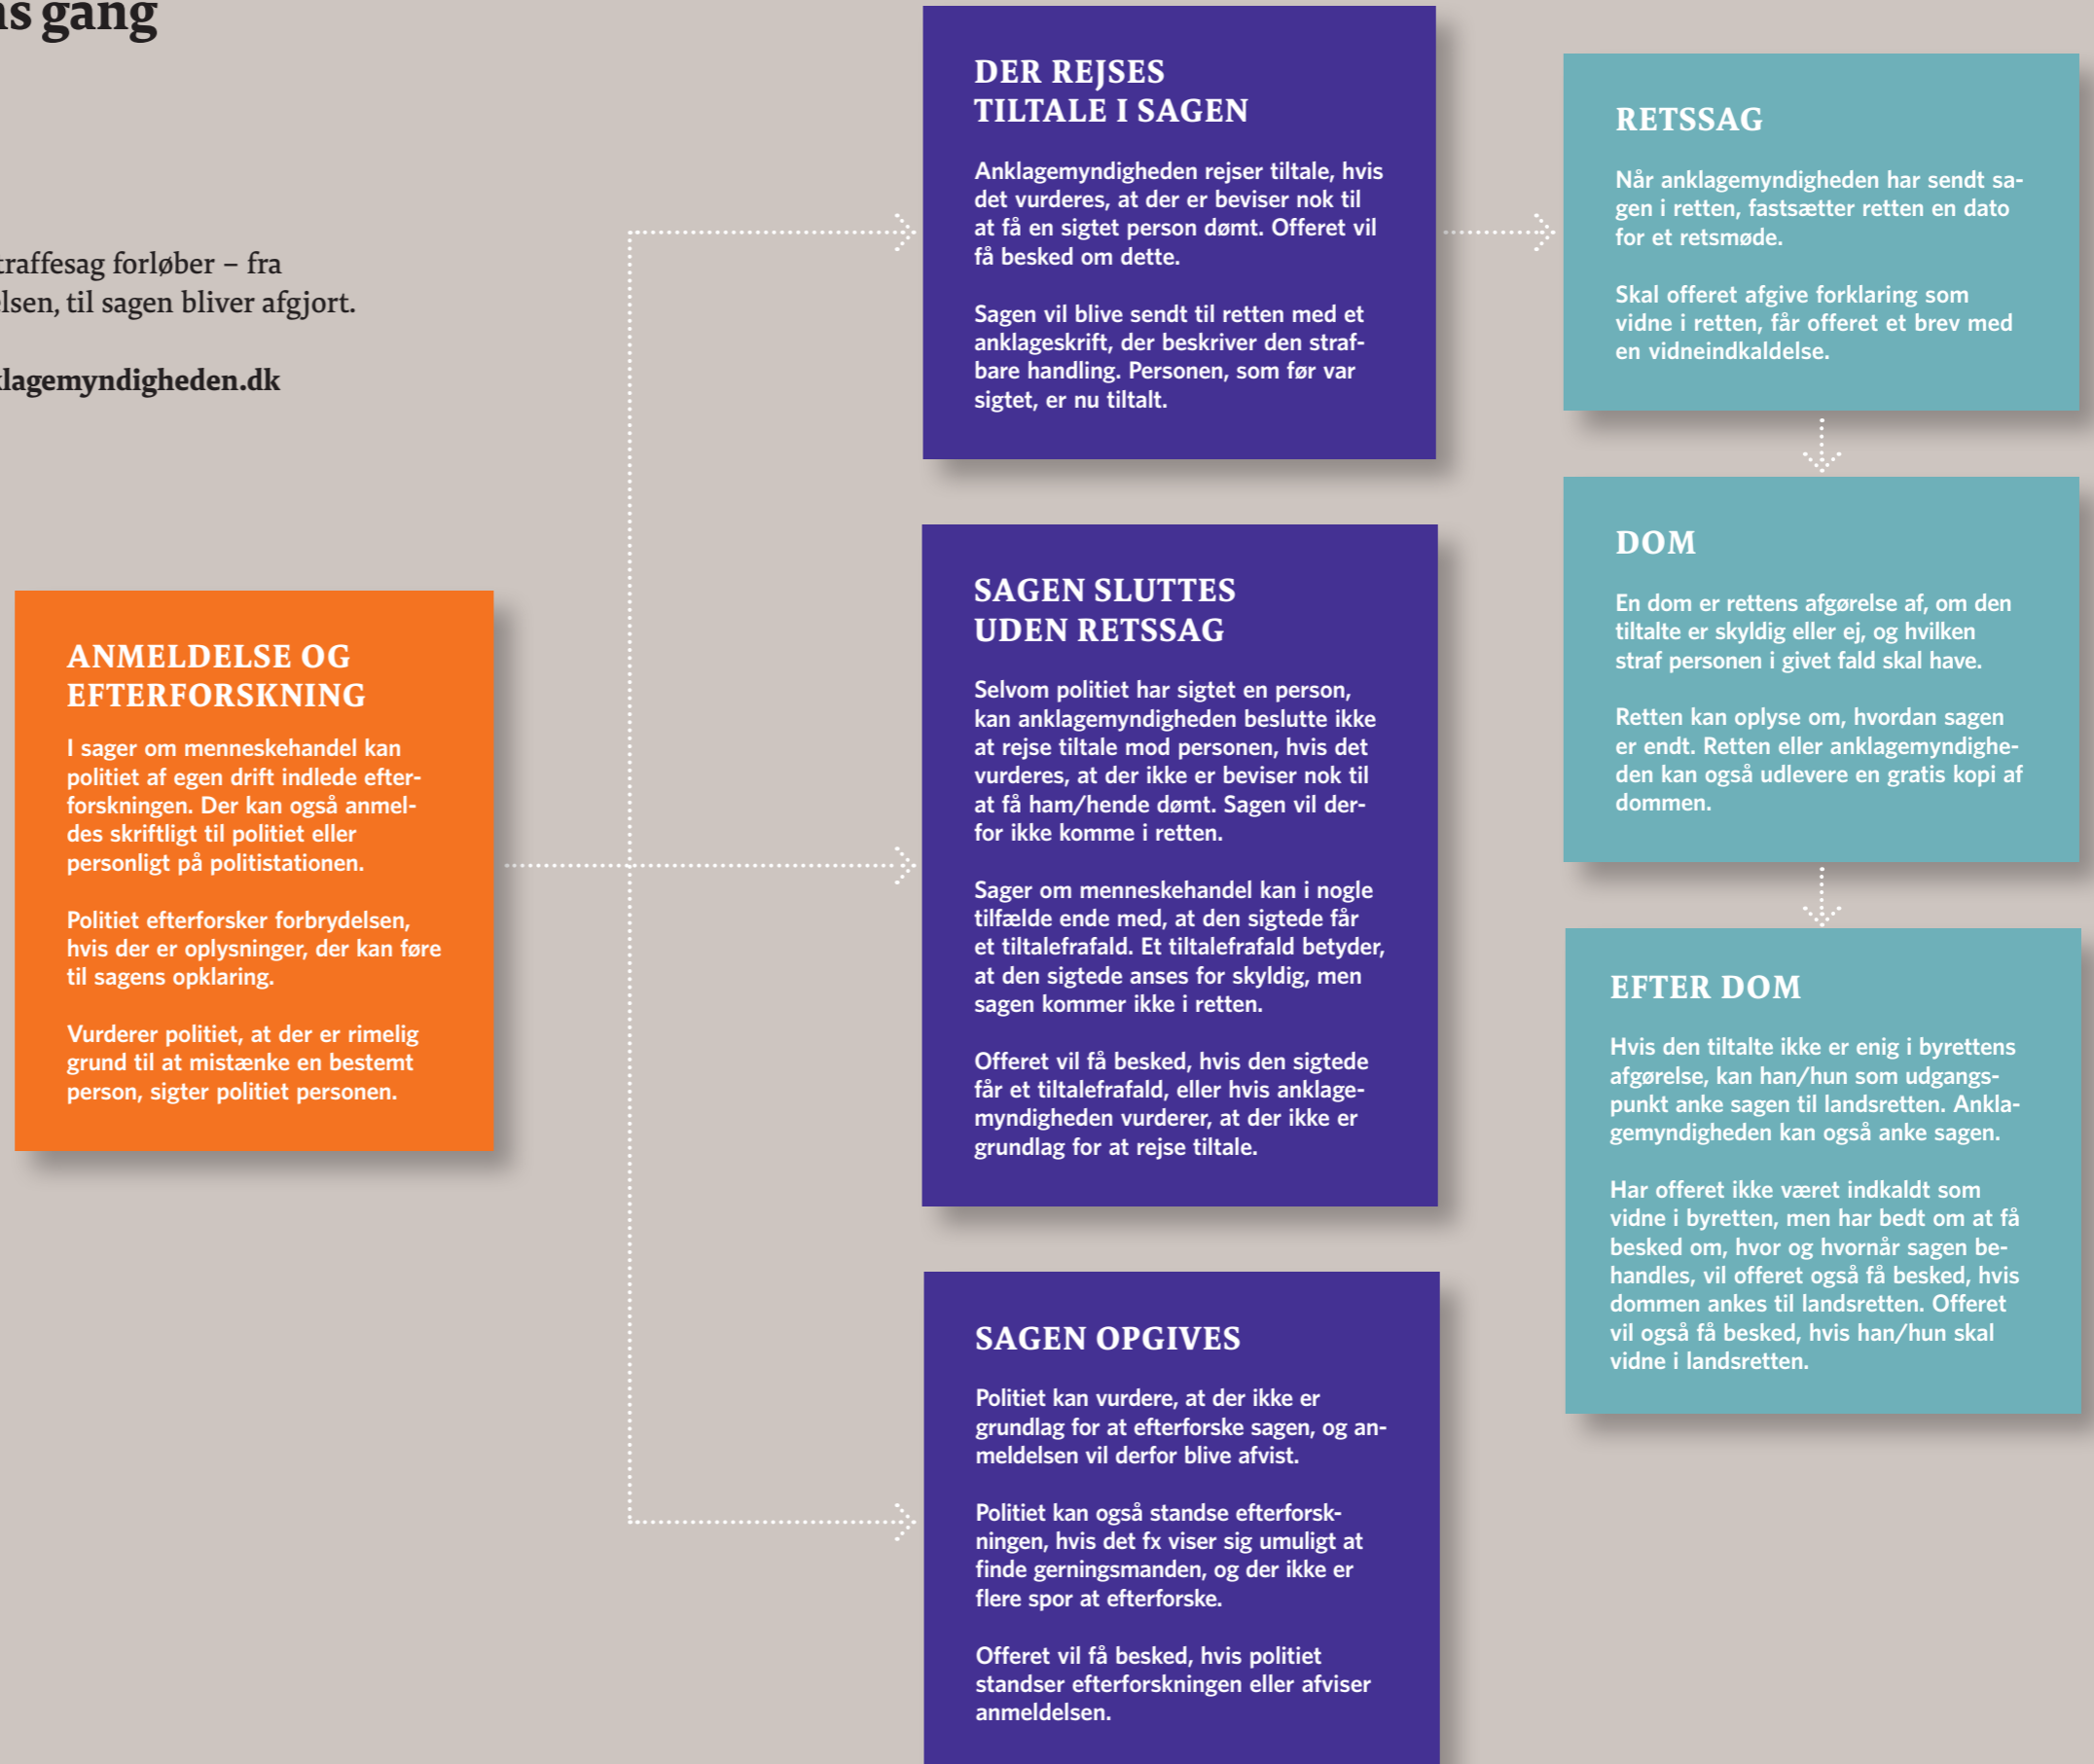 gang
forløber – fra
til sagen bliver afgjort.
ANMELDELSE OG
EFTERFORSKNING
I sager om menneskehandel kan
politiet af egen drift indlede efter-
forskningen. Der kan også anmel-
des skriftligt til politiet eller
personligt på politistationen.
Politiet efterforsker forbrydelsen,
hvis der er oplysninger, der kan føre
til sagens opklaring.
Vurderer politiet, at der er rimelig
grund til at mistænke en bestemt
person, sigter politiet personen.
DER REJSES
TILTALE I SAGEN
Anklagemyndigheden rejser tiltale, hvis
det vurderes, at der er beviser nok til
at få en sigtet person dømt. Offeret vil
få besked om dette.
Sagen vil blive sendt til retten med et
anklageskrift, der beskriver den straf-
bare handling. Personen, som før var
sigtet, er nu tiltalt.
SAGEN SLUTTES
UDEN RETSSAG
Selvom politiet har sigtet en person,
kan anklagemyndigheden beslutte ikke
at rejse tiltale mod personen, hvis det
vurderes, at der ikke er beviser nok til
at få ham/hende dømt. Sagen vil der-
for ikke komme i retten.
Sager om menneskehandel kan i nogle
tilfælde ende med, at den sigtede får
et tiltalefrafald. Et tiltalefrafald betyder,
at den sigtede anses for skyldig, men
sagen kommer ikke i retten.
Offeret vil få besked, hvis den sigtede
får et tiltalefrafald, eller hvis anklage-
myndigheden vurderer, at der ikke er
grundlag for at rejse tiltale.
SAGEN OPGIVES
Politiet kan vurdere, at der ikke er
grundlag for at efterforske sagen, og an-
meldelsen vil derfor blive afvist.
Politiet kan også standse efterforsk-
ningen, hvis det fx viser sig umuligt at
finde gerningsmanden, og der ikke er
flere spor at efterforske.
Offeret vil få besked, hvis politiet
standser efterforskningen eller afviser
anmeldelsen.
RETSSAG
Når anklagemyndigheden har sendt sa-
gen i retten, fastsætter retten en dato
for et retsmøde.
Skal offeret afgive forklaring som
vidne i retten, får offeret et brev med
en vidneindkaldelse.
DOM
En dom er rettens afgørelse af, om den
tiltalte er skyldig eller ej, og hvilken
straf personen i givet fald skal have.
Retten kan oplyse om, hvordan sagen
er endt. Retten eller anklagemyndighe-
den kan også udlevere en gratis kopi af
dommen.
EFTER DOM
Hvis den tiltalte ikke er enig i byrettens
afgørelse, kan han/hun som udgangs-
punkt anke sagen til landsretten. Ankla-
gemyndigheden kan også anke sagen.
Har offeret ikke været indkaldt som
vidne i byretten, men har bedt om at få
besked om, hvor og hvornår sagen be-
handles, vil offeret også få besked, hvis
dommen ankes til landsretten. Offeret
vil også få besked, hvis han/hun skal
vidne i landsretten.